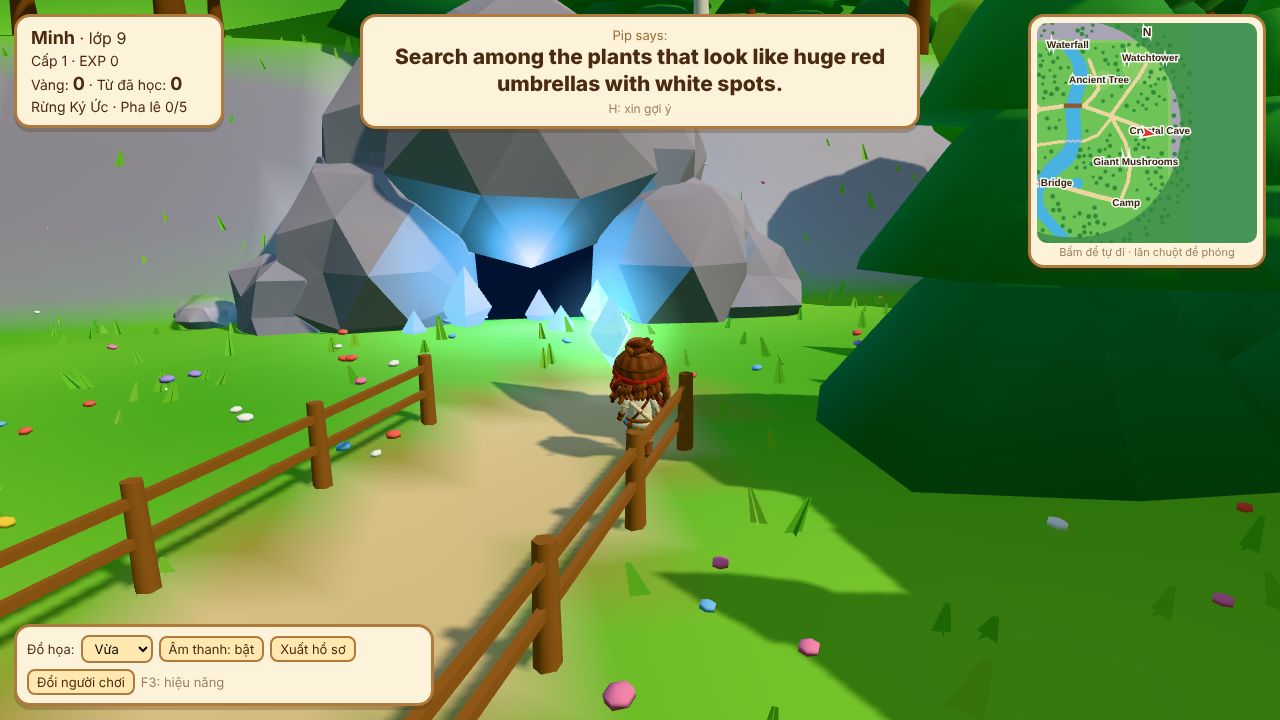 Minh · lớp 9
Cấp 1 · EXP 0
Vàng: 0 · Từ đã học: 0
Rừng Ký Ức · Pha lê 0/5
Pip says:
Search among the plants that look like huge red
umbrellas with white spots.
H: xin gợi ý
N
Waterfall
Watchtower
Ancient Tree
Crystal Cave
Giant Mushrooms
Bridge
Camp
Bấm để tự đi · lăn chuột để phóng
Đồ họa: Vừa Âm thanh: bật Xuất hồ sơ
Đổi người chơi F3: hiệu năng